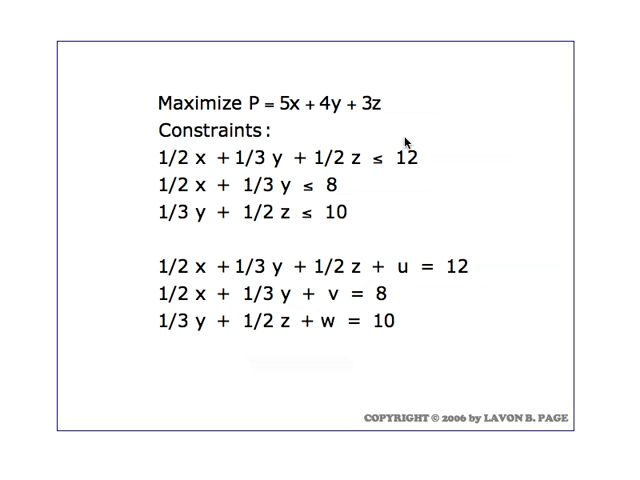 Maximize P = 5x + 4y + 3z
Constraints:
1/2 x + 1/3 y + 1/2 z ≤ 12
1/2 x + 1/3 y ≤ 8
1/3 y + 1/2 z ≤ 10
1/2 x + 1/3 y + 1/2 z + u = 12
1/2 x + 1/3 y + v = 8
1/3 y + 1/2 z + w = 10
COPYRIGHT © 2006 by LAVON B. PAGE